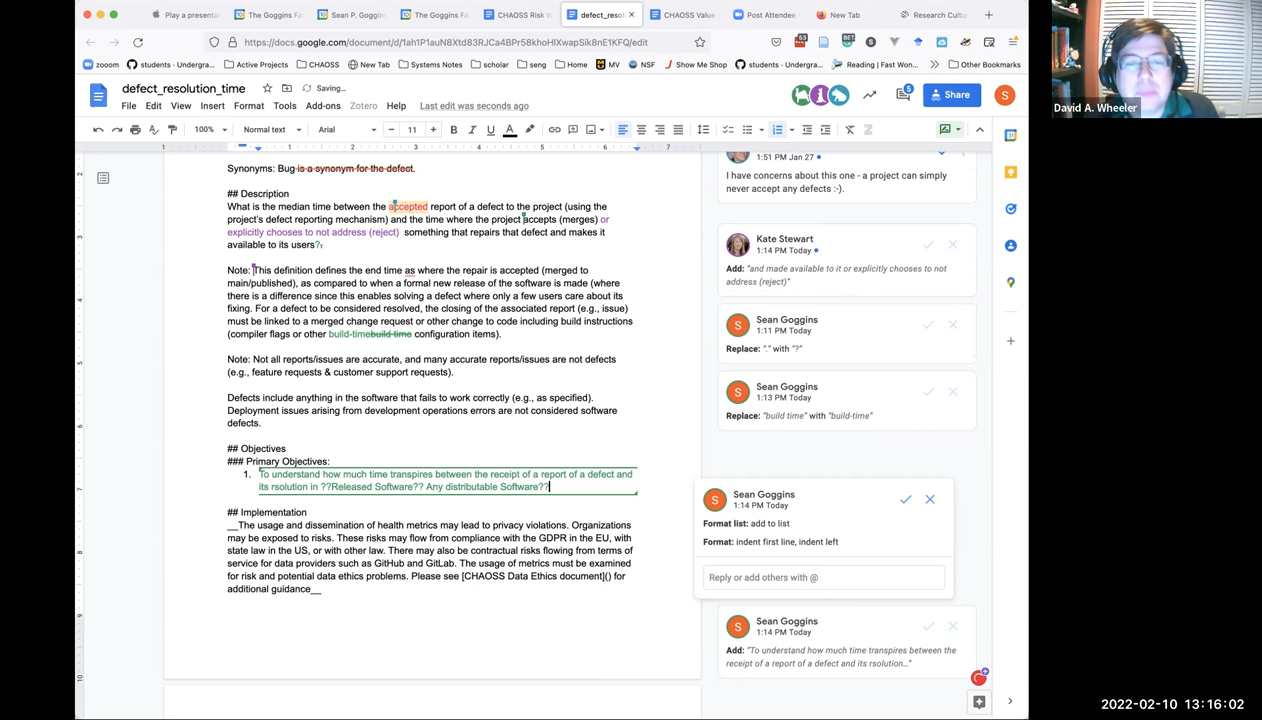 Play a presentat
The Goggins Fa
Sean P. Goggins
The Goggins Fa
CHAOSS Risk W
defect_resolu
CHAOSS Value
Post Attendee
New Tab
Research Cultu
https://docs.google.com/document/d/1ah1P1auN8Xtd831LCa4BPr58khoHIXwapSik8nE1KFQ/edit
53
zooom
students - Undergra...
Active Projects
CHAOSS
New Tab
Systems Notes
scholar
seng
Home
MV
NSF
Show Me Shop
students - Undergra...
Reading | Fast Won...
Other Bookmarks
defect_resolution_time
Saving...
File Edit View Insert Format Tools Add-ons Zotero Help Last edit was seconds ago
5
Share
S
100% Normal text Arial 11
Synonyms: Bug is a synonym for the defect.
## Description
What is the median time between the accepted report of a defect to the project (using the
project's defect reporting mechanism) and the time where the project accepts (merges) or
explicitly chooses to not address (reject) something that repairs that defect and makes it
available to its users?.
Note: This definition defines the end time as where the repair is accepted (merged to
main/published), as compared to when a formal new release of the software is made (where
there is a difference since this enables solving a defect where only a few users care about its
fixing. For a defect to be considered resolved, the closing of the associated report (e.g., issue)
must be linked to a merged change request or other change to code including build instructions
(compiler flags or other build-timebuild time configuration items).
Note: Not all reports/issues are accurate, and many accurate reports/issues are not defects
(e.g., feature requests & customer support requests).
Defects include anything in the software that fails to work correctly (e.g., as specified).
Deployment issues arising from development operations errors are not considered software
defects.
## Objectives
### Primary Objectives:
1. To understand how much time transpires between the receipt of a report of a defect and
its rsolution in ??Released Software?? Any distributable Software??
## Implementation
__The usage and dissemination of health metrics may lead to privacy violations. Organizations
may be exposed to risks. These risks may flow from compliance with the GDPR in the EU, with
state law in the US, or with other law. There may also be contractual risks flowing from terms of
service for data providers such as GitHub and GitLab. The usage of metrics must be examined
for risk and potential data ethics problems. Please see [CHAOSS Data Ethics document]() for
additional guidance__
1:51 PM Jan 27
I have concerns about this one - a project can simply
never accept any defects :-).
Kate Stewart
1:14 PM Today
Add: "and made available to it or explicitly chooses to not
address (reject)"
S
Sean Goggins
1:11 PM Today
Replace: "." with "?"
S
Sean Goggins
1:13 PM Today
Replace: "build time" with "build-time"
S
Sean Goggins
1:14 PM Today
Format list: add to list
Format: indent first line, indent left
Reply or add others with @
S
Sean Goggins
1:14 PM Today
Add: "To understand how much time transpires between the
receipt of a report of a defect and its rsolution..."
David A. Wheeler
2022-02-10 13:16:02